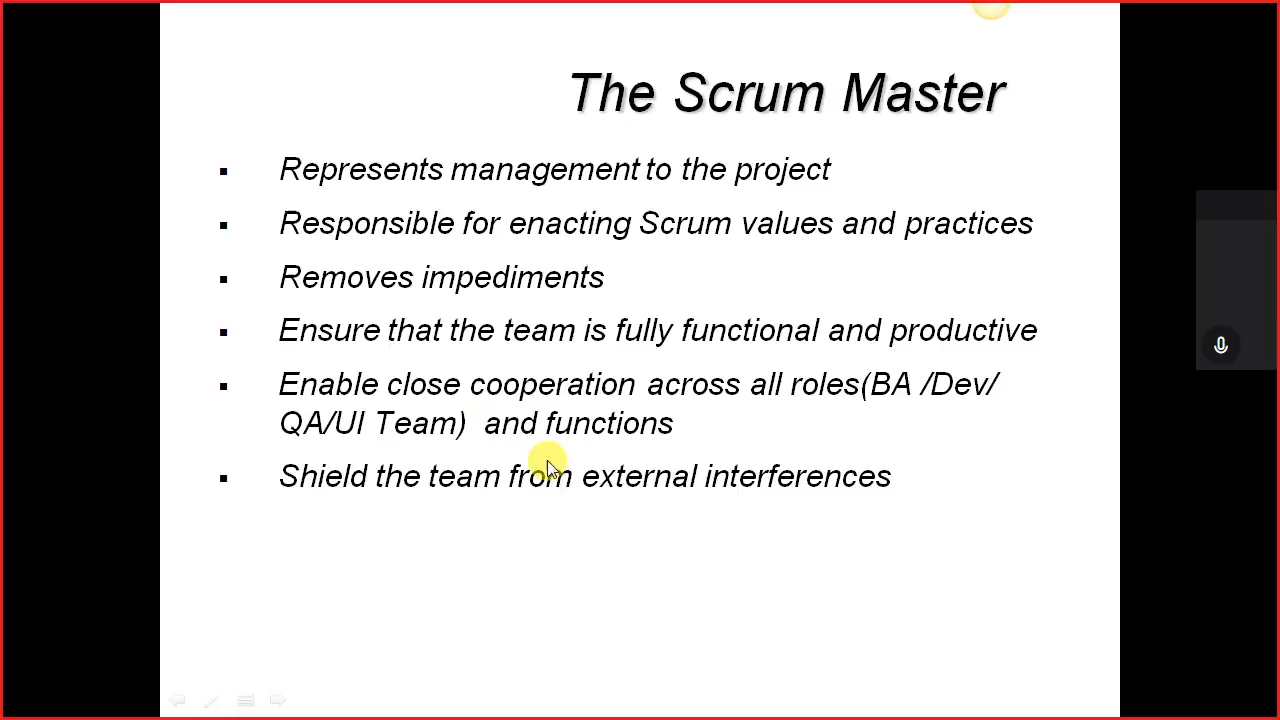 The Scrum Master
▪ Represents management to the project
▪ Responsible for enacting Scrum values and practices
▪ Removes impediments
▪ Ensure that the team is fully functional and productive
▪ Enable close cooperation across all roles(BA /Dev/
QA/UI Team) and functions
▪ Shield the team from external interferences